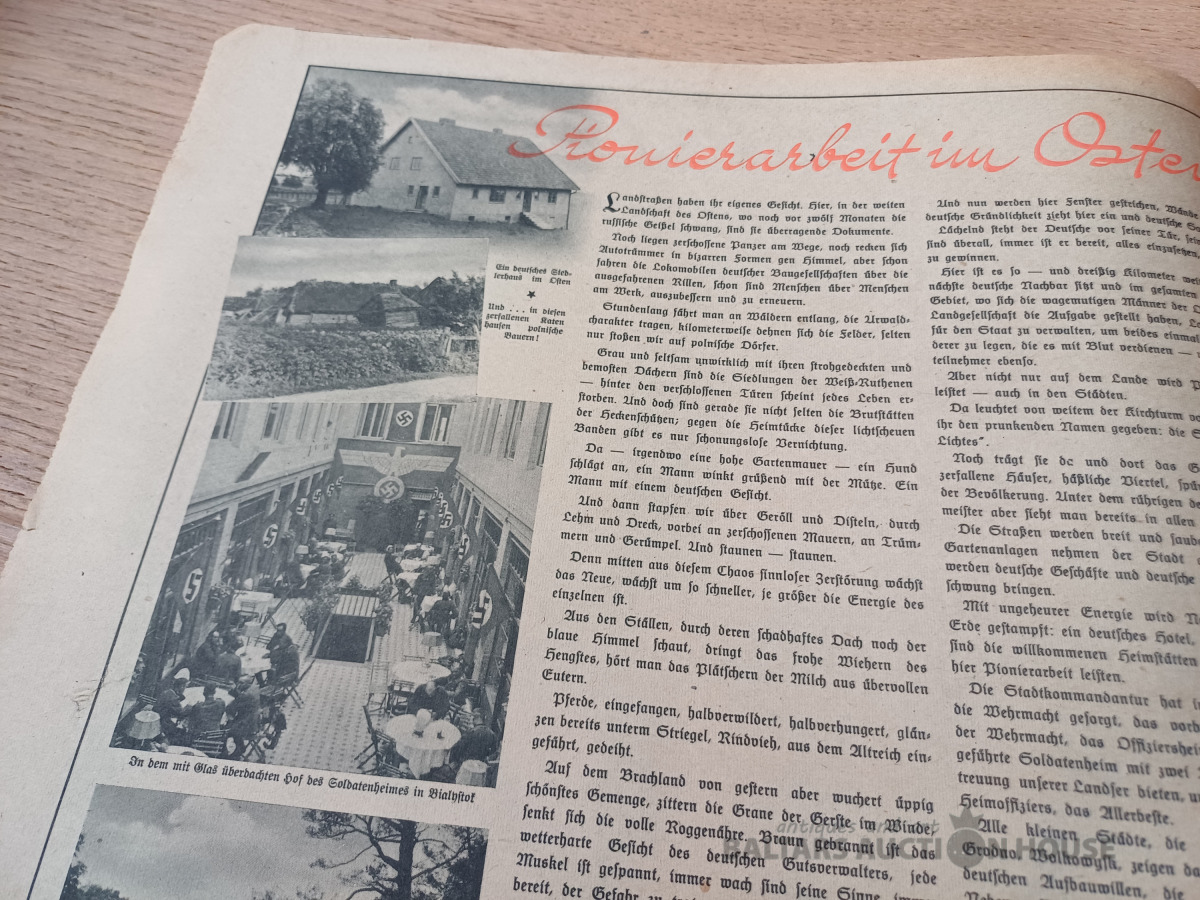 Pionierarbeit im Osten
Ein deutsches Sied-
lerhaus im Osten
Und . . . in diesen
zerfallenen Katen
hausen polnische
Bauern!
In dem mit Glas überdachten Hof des Soldatenheimes in Bialystok
Landstraßen haben ihr eigenes Gesicht. Hier, in der weiten
Landschaft des Ostens, wo noch vor zwölf Monaten die
russische Geißel schwang, sind sie überragende Dokumente.
Noch liegen zerschossene Panzer am Wege, noch recken sich
Autotrümmer in bizarren Formen gen Himmel, aber schon
fahren die Lokomobilen deutscher Baugesellschaften über die
ausgefahrenen Rillen, schon sind Menschen über Menschen
am Werk, auszubessern und zu erneuern.
Stundenlang fährt man an Wäldern entlang, die Urwald-
charakter tragen, kilometerweise dehnen sich die Felder, selten
nur stoßen wir auf polnische Dörfer.
Grau und seltsam unwirklich mit ihren strohgedeckten und
bemosten Dächern sind die Siedlungen der Weiß-Ruthenen
— hinter den verschlossenen Türen scheint jedes Leben er-
storben. Und doch sind gerade sie nicht selten die Brutstätten
der Heckenschützen; gegen die Heimtücke dieser lichtscheuen
Banden gibt es nur schonungslose Vernichtung.
Da — irgendwo eine hohe Gartenmauer — ein Hund
schlägt an, ein Mann winkt grüßend mit der Mütze. Ein
Mann mit einem deutschen Gesicht.
Und dann stapfen wir über Geröll und Disteln, durch
Lehm und Dreck, vorbei an zerschossenen Mauern, an Trüm-
mern und Gerümpel. Und staunen — staunen.
Denn mitten aus diesem Chaos sinnloser Zerstörung wächst
das Neue, wächst um so schneller, je größer die Energie des
einzelnen ist.
Aus den Ställen, durch deren schadhaftes Dach noch der
blaue Himmel schaut, dringt das frohe Wiehern des
Hengstes, hört man das Plätschern der Milch aus übervollen
Eutern.
Pferde, eingefangen, halbverwildert, halbverhungert, glän-
zen bereits unterm Striegel, Rindvieh, aus dem Altreich ein-
geführt, gedeiht.
Auf dem Brachland von gestern aber wuchert üppig
schönstes Gemenge, zittern die Grane der Gerste im Winde,
senkt sich die volle Roggenähre. Braun gebrannt ist das
wetterharte Gesicht des deutschen Gutsverwalters, jede
Muskel ist gespannt, immer wach sind seine Sinne
bereit, der Gefahr zu
Und nun werden hier Fenster gestrichen, Wände
deutsche Gründlichkeit zieht hier ein und deutsche
Lächelnd steht der Deutsche vor seiner Tür,
sind überall, immer ist er bereit, alles einzusetzen,
zu gewinnen.
Hier ist es so — und dreißig Kilometer
nächste deutsche Nachbar sitzt und im gesamten
Gebiet, wo sich die wagemutigen Männer der
Landgesellschaft die Aufgabe gestellt haben,
für den Staat zu verwalten, um beides einmal
derer zu legen, die es mit Blut verdienen —
teilnehmer ebenso.
Aber nicht nur auf dem Lande wird
leistet — auch in den Städten.
Da leuchtet von weitem der Kirchturm
ihr den prunkenden Namen gegeben: die
Lichtes".
Noch trägt sie da und dort das
zerfallene Häuser, häßliche Viertel,
der Bevölkerung. Unter dem rührigen
meister aber sieht man bereits in allen
Die Straßen werden breit und
Gartenanlagen nehmen der Stadt
werden deutsche Geschäfte und deutsche
schwung bringen.
Mit ungeheurer Energie wird
Erde gestampft: ein deutsches Hotel,
sind die willkommenen Heimstätten
hier Pionierarbeit leisten.
Die Stadtkommandantur hat
die Wehrmacht gesorgt, das
der Wehrmacht, das
geführte Soldatenheim mit zwei
treuung unserer Landser bieten,
Heimoffiziers, das Allerbeste.
Alle kleinen Städte, die
Grodno, Wolkowysk, zeigen
deutschen Aufbauwillen, die
BALTARS AUCTION HOUSE